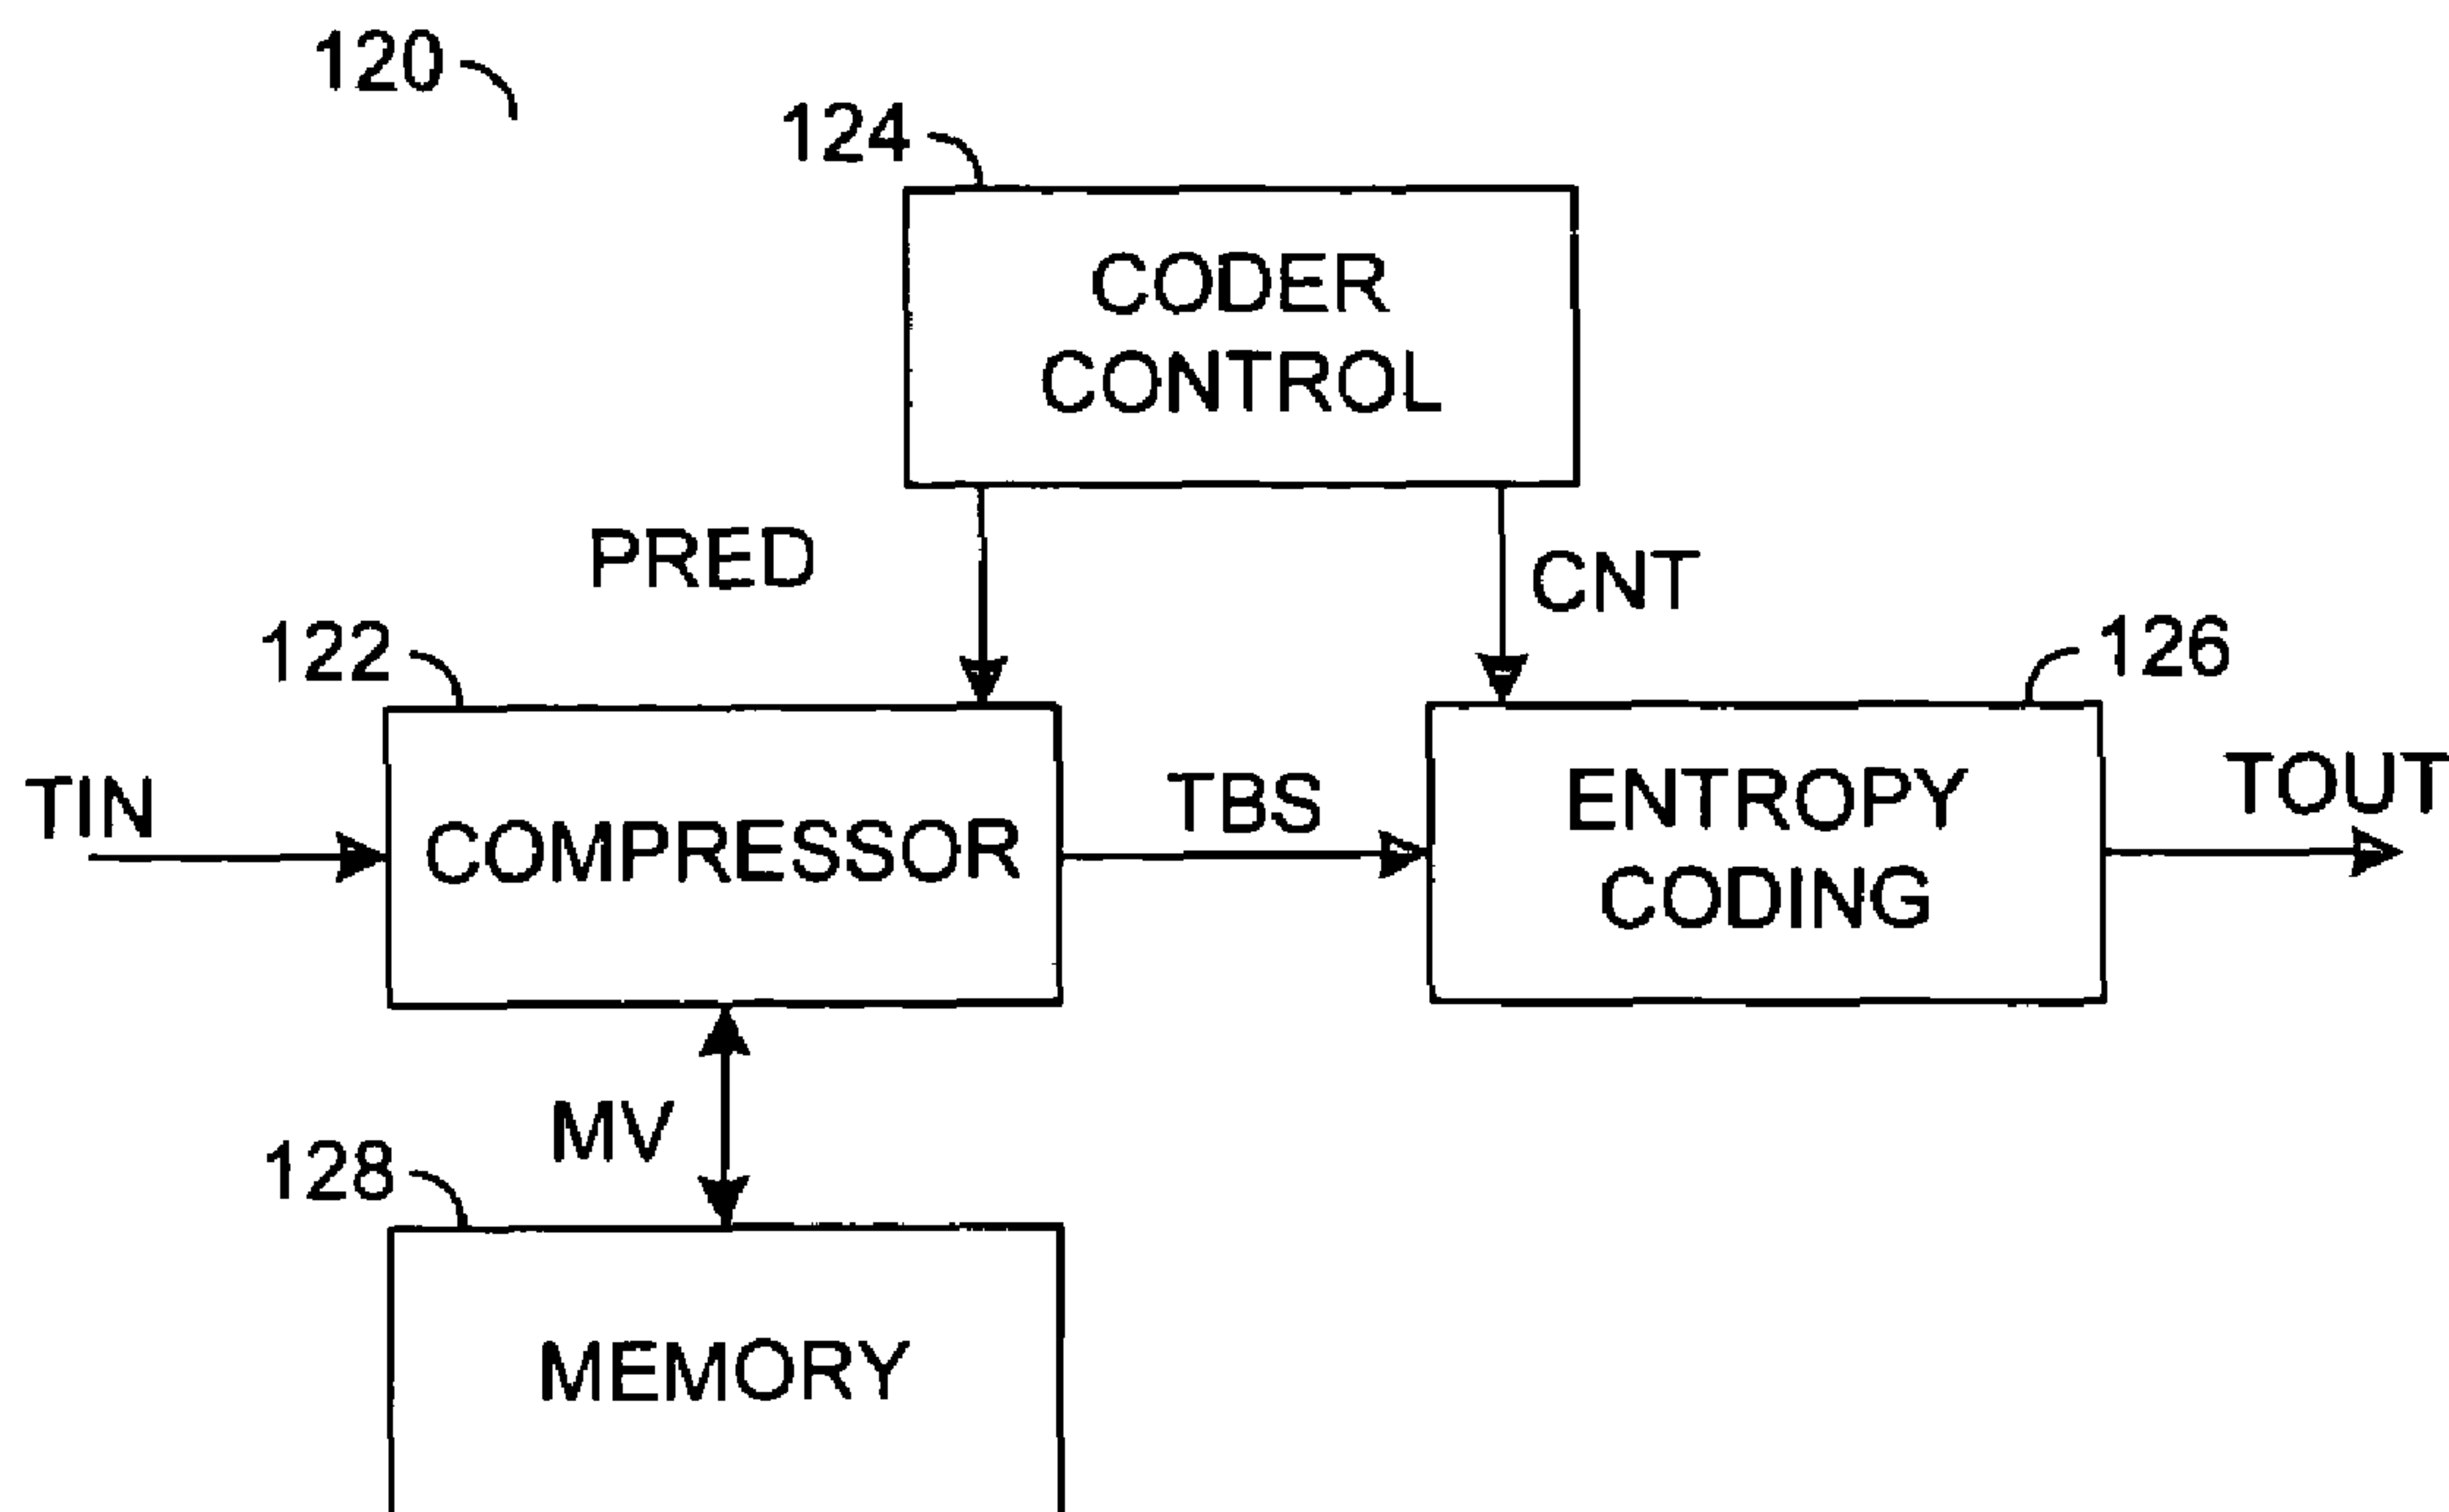 120
124
CODER
CONTROL
PRED
CNT
122
126
TIN
COMPRESSOR
TBS
ENTROPY
CODING
TOUT
MV
128
MEMORY